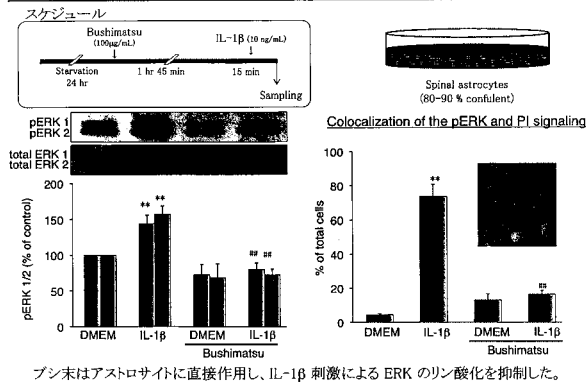 スケジュール
Bushimatsu
(100μg/mL)
IL-1β (10 ng/mL)
Starvation
24 hr
1 hr 45 min
15 min
Sampling
Spinal astrocytes
(80-90 % confulent)
pERK 1
pERK 2
total ERK 1
total ERK 2
pERK 1/2 (% of control)
200
150
100
50
0
** **
## ##
DMEM IL-1β DMEM IL-1β
Bushimatsu
Colocalization of the pERK and PI signaling
% of total cells
100
80
60
40
20
0
**
##
DMEM IL-1β DMEM IL-1β
Bushimatsu
ブシ末はアストロサイトに直接作用し、IL-1β 刺激による ERK のリン酸化を抑制した。